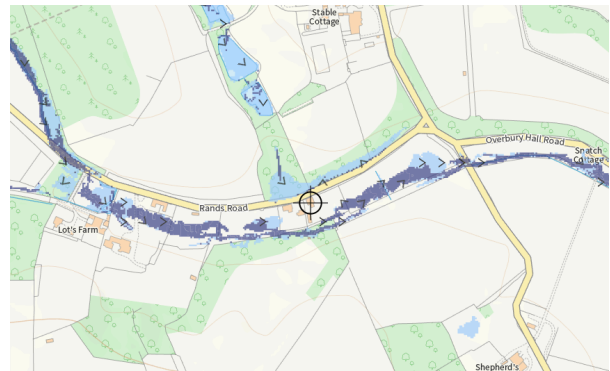 Stable
Cottage
Overbury Hall Road
Snatch
Cottage
Rands Road
Lot's Farm
Shepherd's